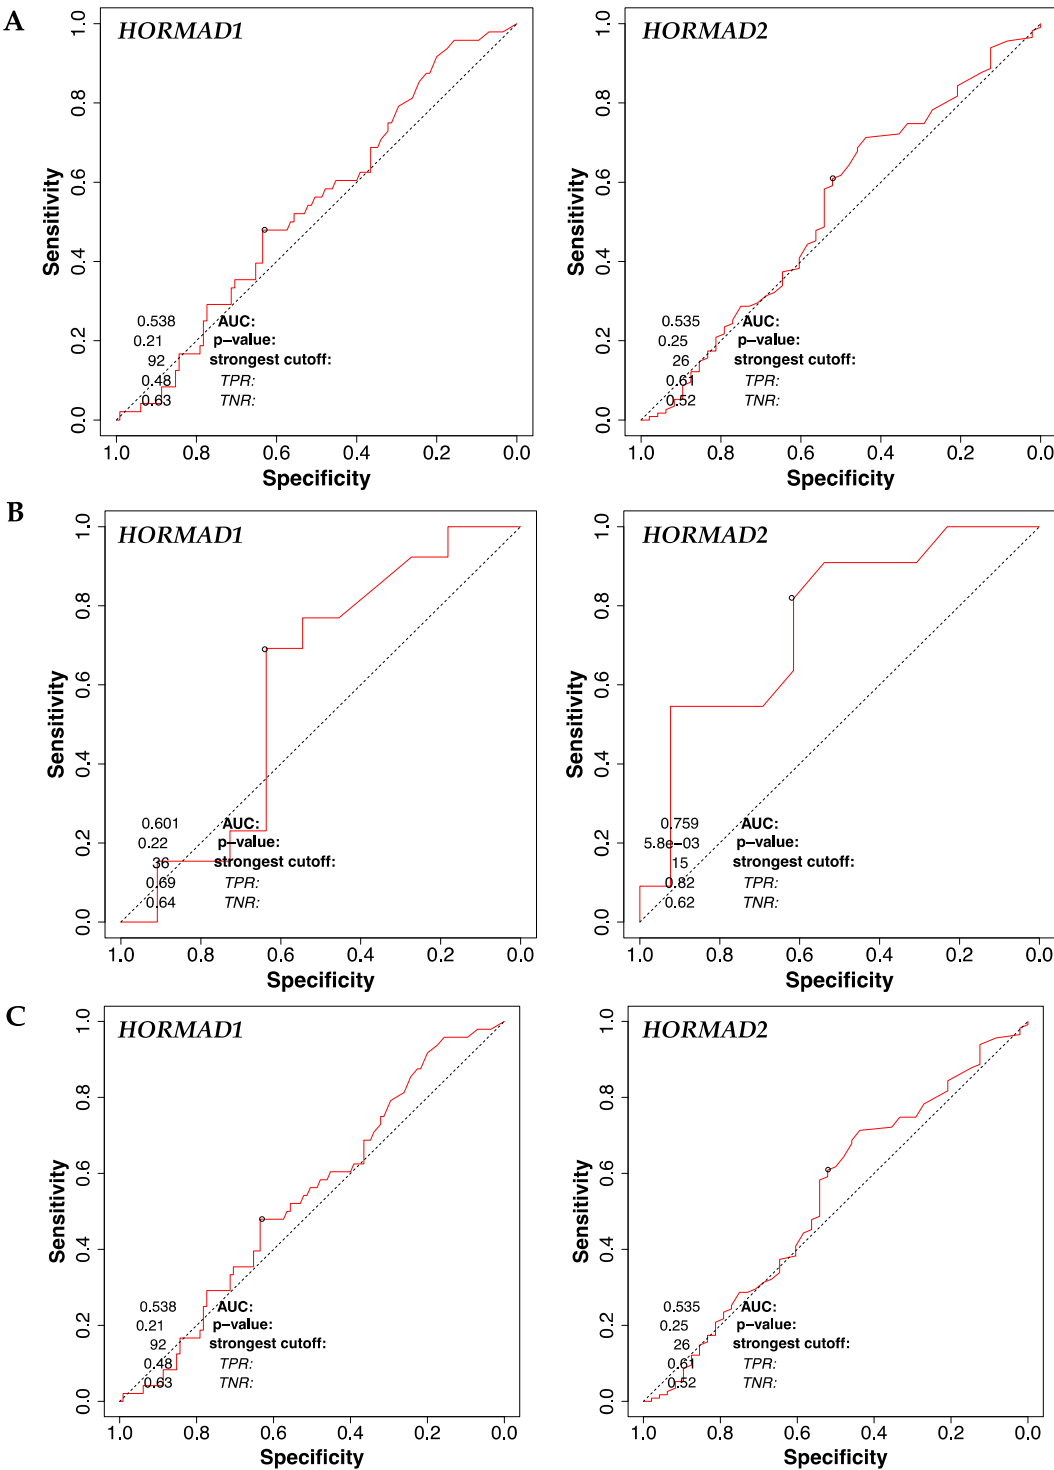 A
HORMAD1
Sensitivity
1.0
0.8
0.6
0.4
0.2
0.0
0.538 AUC:
0.21 p−value:
92 strongest cutoff:
0.48 TPR:
0.63 TNR:
1.0 0.8 0.6 0.4 0.2 0.0
Specificity
HORMAD2
Sensitivity
1.0
0.8
0.6
0.4
0.2
0.0
0.535 AUC:
0.25 p−value:
26 strongest cutoff:
0.61 TPR:
0.52 TNR:
1.0 0.8 0.6 0.4 0.2 0.0
Specificity
B
HORMAD1
Sensitivity
1.0
0.8
0.6
0.4
0.2
0.0
0.601 AUC:
0.22 p−value:
36 strongest cutoff:
0.69 TPR:
0.64 TNR:
1.0 0.8 0.6 0.4 0.2 0.0
Specificity
HORMAD2
Sensitivity
1.0
0.8
0.6
0.4
0.2
0.0
0.759 AUC:
5.8e−03 p−value:
15 strongest cutoff:
0.82 TPR:
0.62 TNR:
1.0 0.8 0.6 0.4 0.2 0.0
Specificity
C
HORMAD1
Sensitivity
1.0
0.8
0.6
0.4
0.2
0.0
0.538 AUC:
0.21 p−value:
92 strongest cutoff:
0.48 TPR:
0.63 TNR:
1.0 0.8 0.6 0.4 0.2 0.0
Specificity
HORMAD2
Sensitivity
1.0
0.8
0.6
0.4
0.2
0.0
0.535 AUC:
0.25 p−value:
26 strongest cutoff:
0.61 TPR:
0.52 TNR:
1.0 0.8 0.6 0.4 0.2 0.0
Specificity